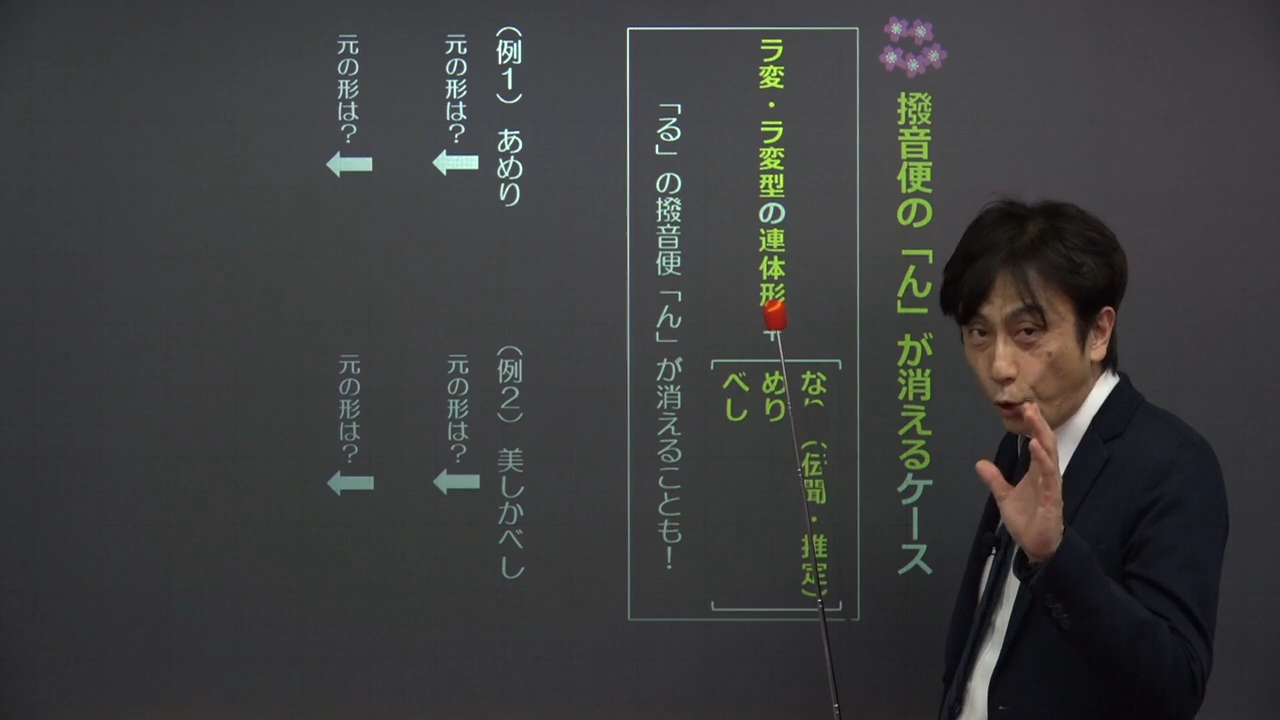 撥音便の「ん」が消えるケース
ラ変・ラ変型の連体形+
なり(伝聞・推定)
めり
べし
「る」の撥音便「ん」が消えることも!
(例1) あめり
元の形は?
元の形は?
(例2) 美しかべし
元の形は?
元の形は?